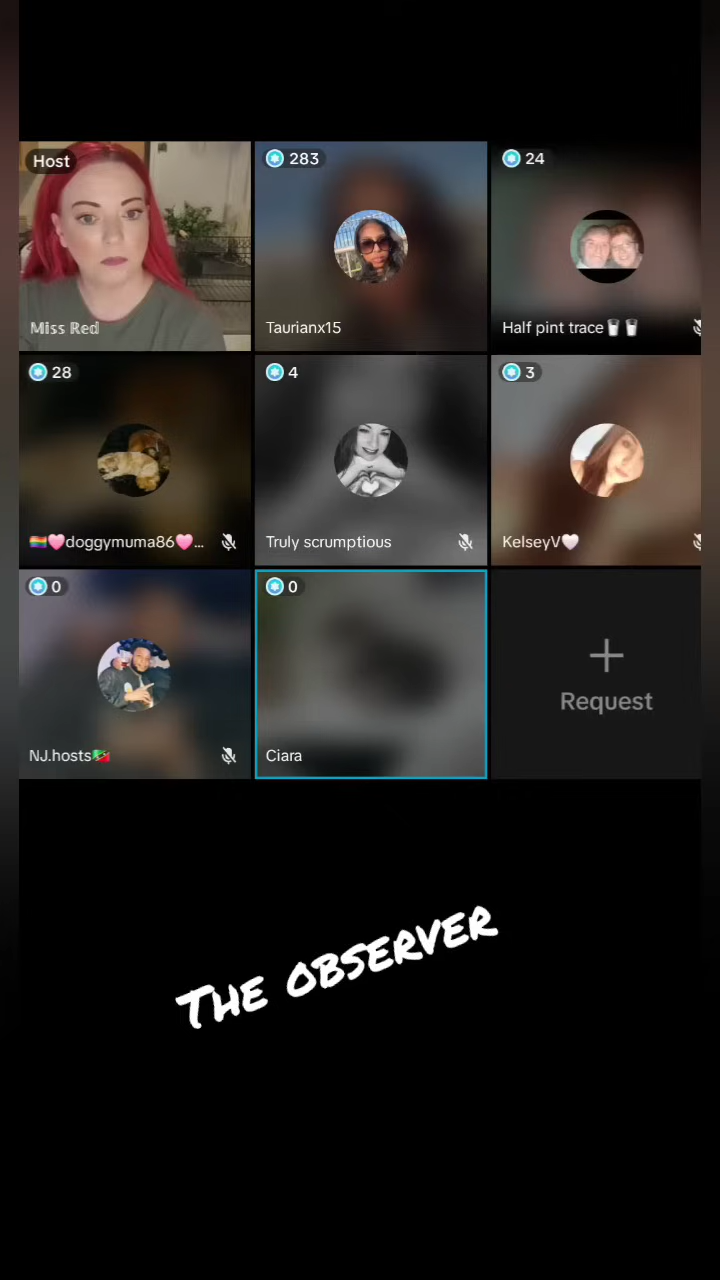 Host
283
24
Miss Red
Taurianx15
Half pint trace🥛🥛
28
4
3
🏳️‍🌈🩷doggymuma86🩷...
Truly scrumptious
KelseyV🤍
0
0
NJ.hosts🇰🇳
Ciara
Request
The observer